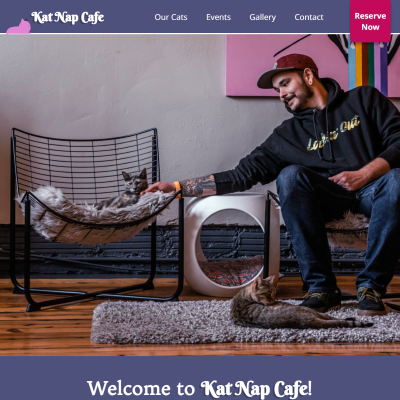 Kat Nap Cafe
Our Cats Events Gallery Contact
Reserve
Now
Welcome to Kat Nap Cafe!